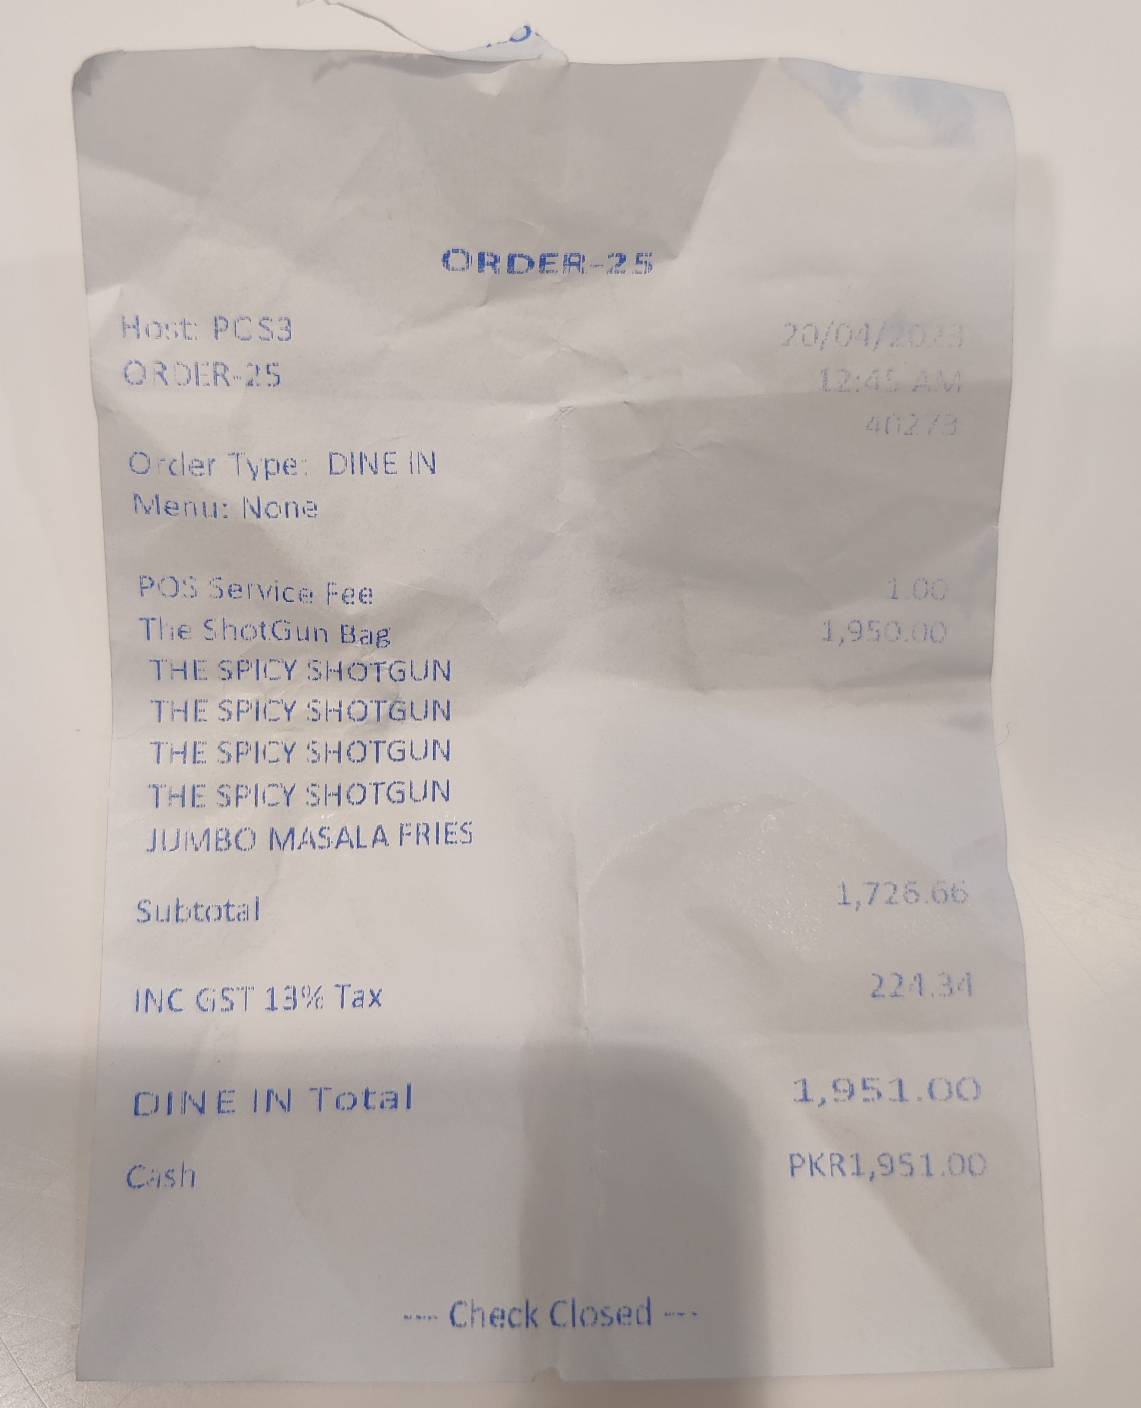 ORDER-25
Host: POS3 20/04/2023
ORDER-25 12:45 AM
40273
Order Type: DINE IN
Menu: None
POS Service Fee 1.00
The ShotGun Bag 1,950.00
THE SPICY SHOTGUN
THE SPICY SHOTGUN
THE SPICY SHOTGUN
THE SPICY SHOTGUN
JUMBO MASALA FRIES
Subtotal 1,726.66
INC GST 13% Tax 224.34
DINE IN Total 1,951.00
Cash PKR1,951.00
---- Check Closed ---